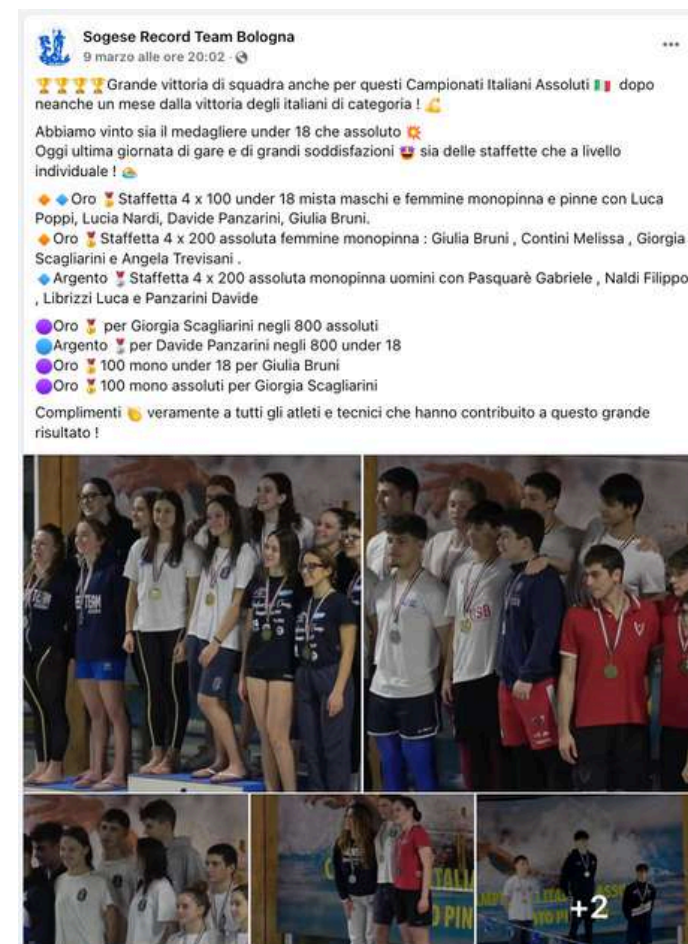 Sogese Record Team Bologna
9 marzo alle ore 20:02 ·
🏆🏆🏆🏆Grande vittoria di squadra anche per questi Campionati Italiani Assoluti 🇮🇹 dopo
neanche un mese dalla vittoria degli italiani di categoria ! 💪
Abbiamo vinto sia il medagliere under 18 che assoluto 💥
Oggi ultima giornata di gare e di grandi soddisfazioni 🤩 sia delle staffette che a livello
individuale ! 🏊
🔸🔹Oro 🥇Staffetta 4 x 100 under 18 mista maschi e femmine monopinna e pinne con Luca
Poppi, Lucia Nardi, Davide Panzarini, Giulia Bruni.
🔸Oro 🥇Staffetta 4 x 200 assoluta femmine monopinna : Giulia Bruni , Contini Melissa , Giorgia
Scagliarini e Angela Trevisani .
🔹Argento 🥈Staffetta 4 x 200 assoluta monopinna uomini con Pasquarè Gabriele , Naldi Filippo
, Librizzi Luca e Panzarini Davide
🟣Oro 🥇 per Giorgia Scagliarini negli 800 assoluti
🔵Argento 🥈per Davide Panzarini negli 800 under 18
🟣Oro 🥇100 mono under 18 per Giulia Bruni
🟣Oro 🥇100 mono assoluti per Giorgia Scagliarini
Complimenti 👏 veramente a tutti gli atleti e tecnici che hanno contribuito a questo grande
risultato !
TEAM
+2